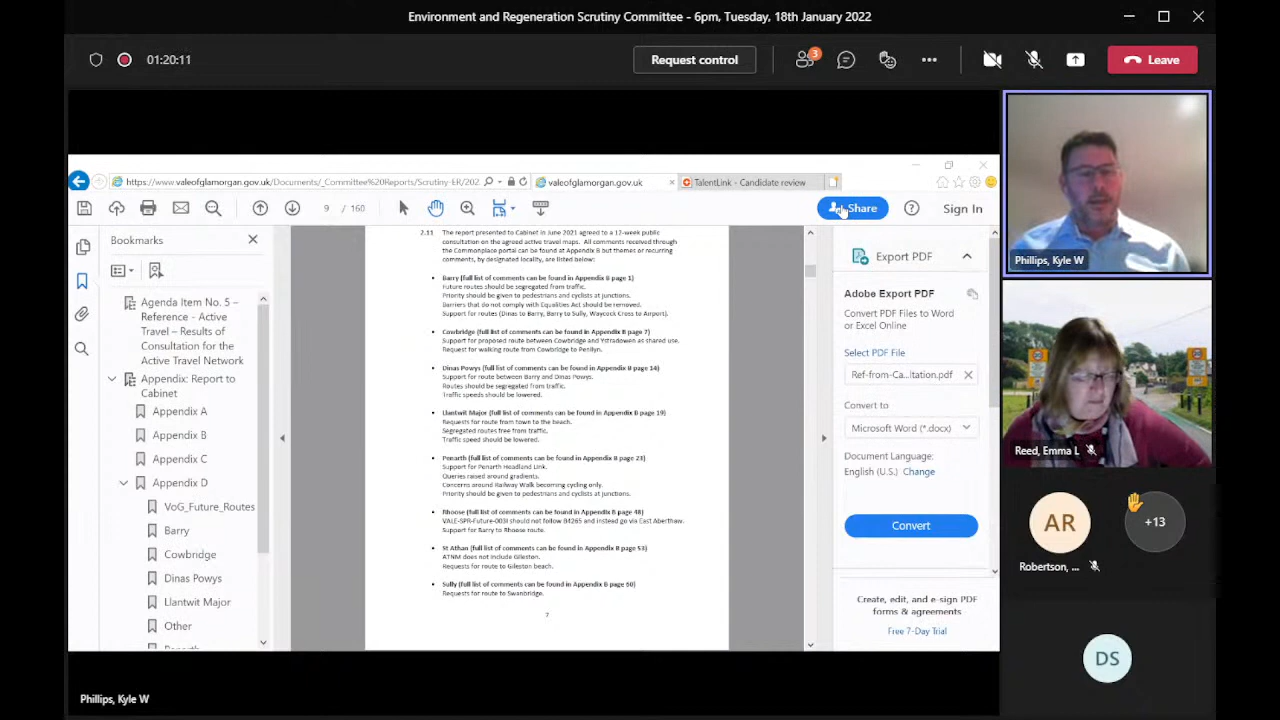 Environment and Regeneration Scrutiny Committee - 6pm, Tuesday, 18th January 2022
01:20:11
Request control
3
Leave
https://www.valeofglamorgan.gov.uk/Documents/_Committee%20Reports/Scrutiny-ER/202
valeofglamorgan.gov.uk
TalentLink - Candidate review
9 / 160
Share
Sign In
Bookmarks
Agenda Item No. 5 –
Reference - Active
Travel – Results of
Consultation for the
Active Travel Network
Appendix: Report to
Cabinet
Appendix A
Appendix B
Appendix C
Appendix D
VoG_Future_Routes
Barry
Cowbridge
Dinas Powys
Llantwit Major
Other
Penarth
2.11 The report presented to Cabinet in June 2021 agreed to a 12-week public
consultation on the agreed active travel maps. All comments received through
the Commonplace portal can be found at Appendix B but themes or recurring
comments, by designated locality, are listed below:
• Barry (full list of comments can be found in Appendix B page 1)
Future routes should be segregated from traffic.
Priority should be given to pedestrians and cyclists at junctions.
Barriers that do not comply with Equalities Act should be removed.
Support for routes (Dinas to Barry, Barry to Sully, Waycock Cross to Airport).
• Cowbridge (full list of comments can be found in Appendix B page 7)
Support for proposed route between Cowbridge and Ystradowen as shared use.
Request for walking route from Cowbridge to Penllyn.
• Dinas Powys (full list of comments can be found in Appendix B page 14)
Support for route between Barry and Dinas Powys.
Routes should be segregated from traffic.
Traffic speeds should be lowered.
• Llantwit Major (full list of comments can be found in Appendix B page 19)
Requests for route from town to the beach.
Segregated routes free from traffic.
Traffic speed should be lowered.
• Penarth (full list of comments can be found in Appendix B page 23)
Support for Penarth Headland Link.
Queries raised around gradients.
Concerns around Railway Walk becoming cycling only.
Priority should be given to pedestrians and cyclists at junctions.
• Rhoose (full list of comments can be found in Appendix B page 48)
should not follow B4265 and instead go via East Aberthaw.
Support for Barry to Rhoose route.
• St Athan (full list of comments can be found in Appendix B page 53)
ATNM does not include Gileston.
Requests for route to Gileston beach.
• Sully (full list of comments can be found in Appendix B page 60)
Requests for route to Swanbridge.
7
Export PDF
Adobe Export PDF
Convert PDF Files to Word
or Excel Online
Select PDF File
Ref-from-Ca...ltation.pdf
Convert to
Microsoft Word (*.docx)
Document Language:
English (U.S.) Change
Convert
Create, edit, and e-sign PDF
forms & agreements
Free 7-Day Trial
Phillips, Kyle W
Reed, Emma L
AR
Robertson, ...
+13
DS
Phillips, Kyle W